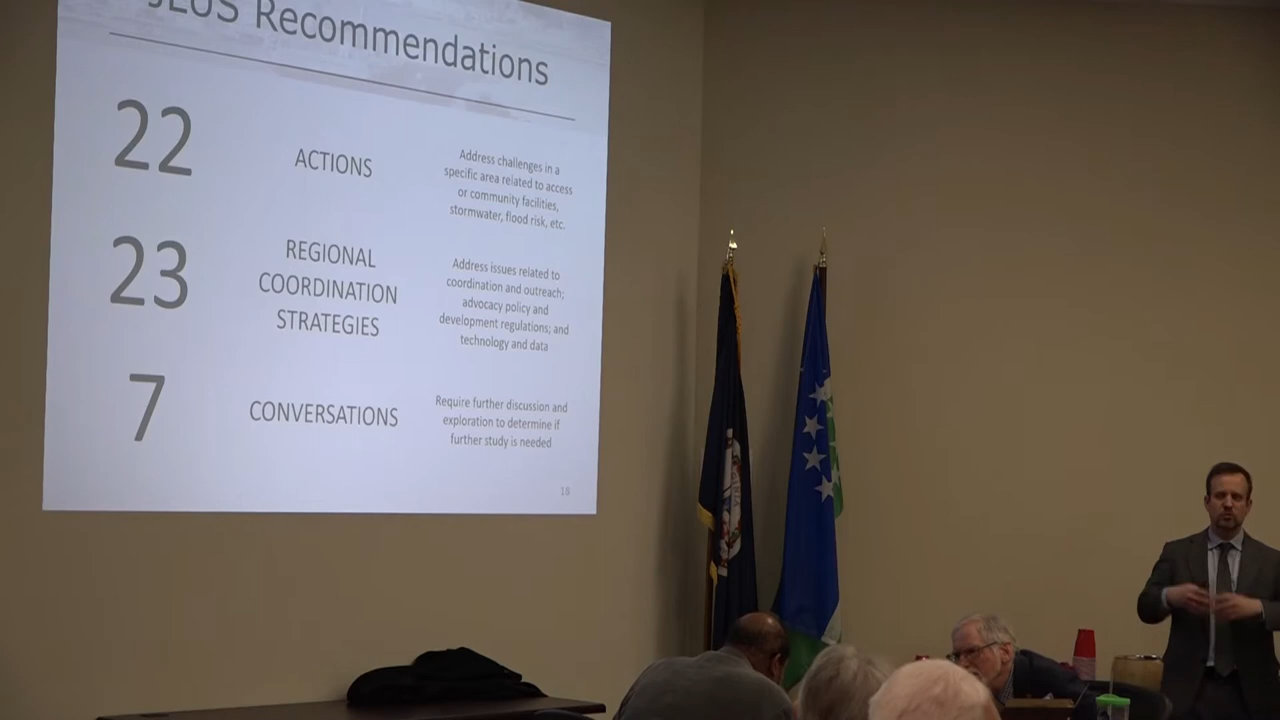 JLUS Recommendations
22
ACTIONS
Address challenges in a
specific area related to access
or community facilities,
stormwater, flood risk, etc.
23
REGIONAL
COORDINATION
STRATEGIES
Address issues related to
coordination and outreach;
advocacy policy and
development regulations; and
technology and data
7
CONVERSATIONS
Require further discussion and
exploration to determine if
further study is needed
18